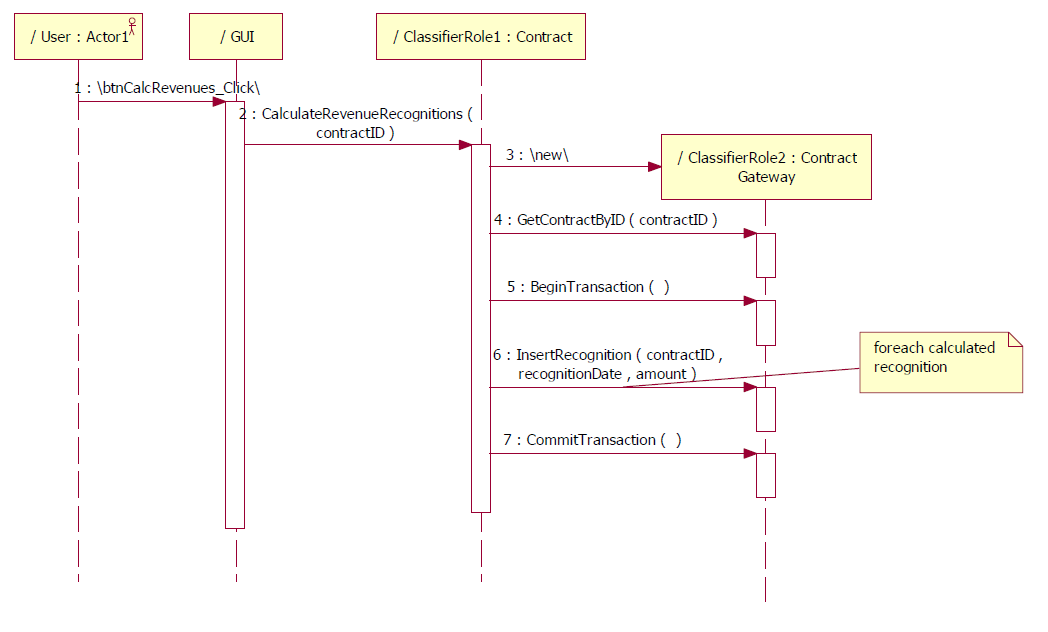 / User : Actor1
/ GUI
/ ClassifierRole1 : Contract
1 : \btnCalcRevenues_Click\
2 : CalculateRevenueRecognitions (
contractID )
3 : \new\
/ ClassifierRole2 : Contract
Gateway
4 : GetContractByID ( contractID )
5 : BeginTransaction (  )
6 : InsertRecognition ( contractID ,
recognitionDate , amount )
foreach calculated
recognition
7 : CommitTransaction (  )